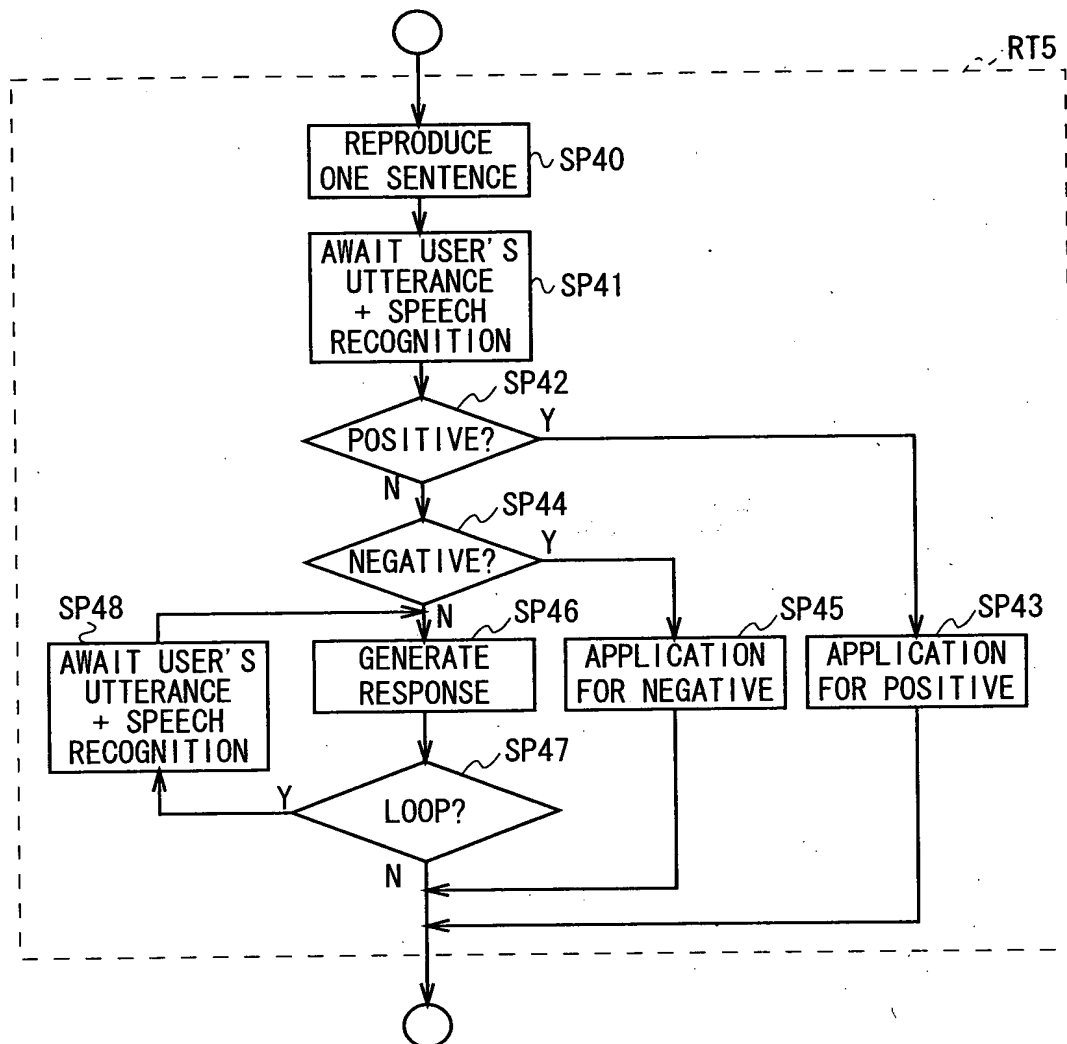 RT5
REPRODUCE
ONE SENTENCE
SP40
AWAIT USER'S
UTTERANCE
+ SPEECH
RECOGNITION
SP41
SP42
POSITIVE?
Y
N
SP44
NEGATIVE?
Y
N
SP48
AWAIT USER'S
UTTERANCE
+ SPEECH
RECOGNITION
SP46
GENERATE
RESPONSE
SP45
APPLICATION
FOR NEGATIVE
SP43
APPLICATION
FOR POSITIVE
SP47
LOOP?
Y
N